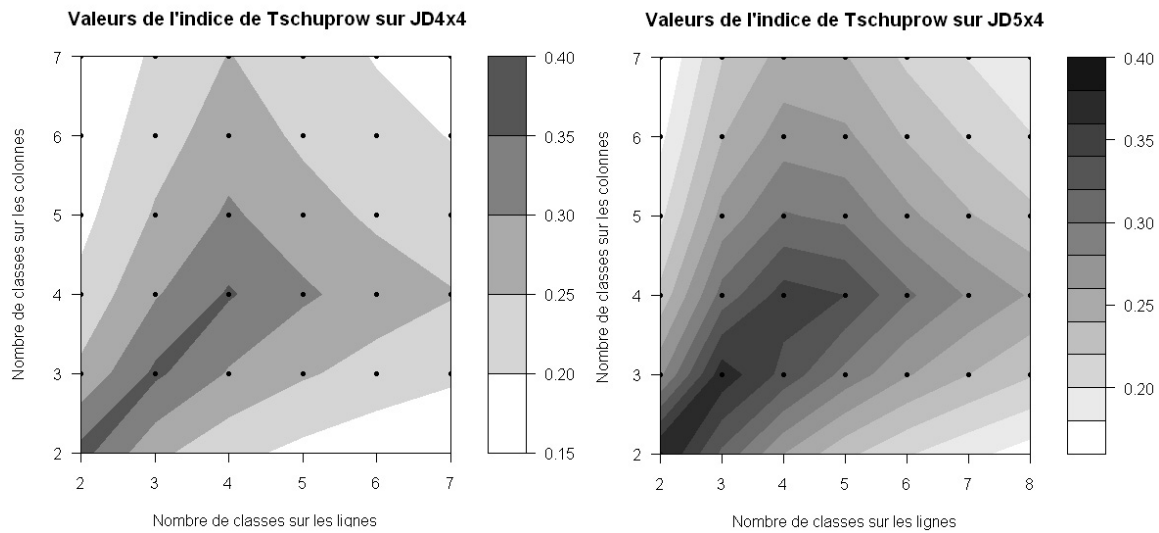 Valeurs de l'indice de Tschuprow sur JD4x4
7
6
5
4
3
2
2 3 4 5 6 7
Nombre de classes sur les colonnes
Nombre de classes sur les lignes
0.40
0.35
0.30
0.25
0.20
0.15
Valeurs de l'indice de Tschuprow sur JD5x4
7
6
5
4
3
2
2 3 4 5 6 7 8
Nombre de classes sur les colonnes
Nombre de classes sur les lignes
0.40
0.35
0.30
0.25
0.20